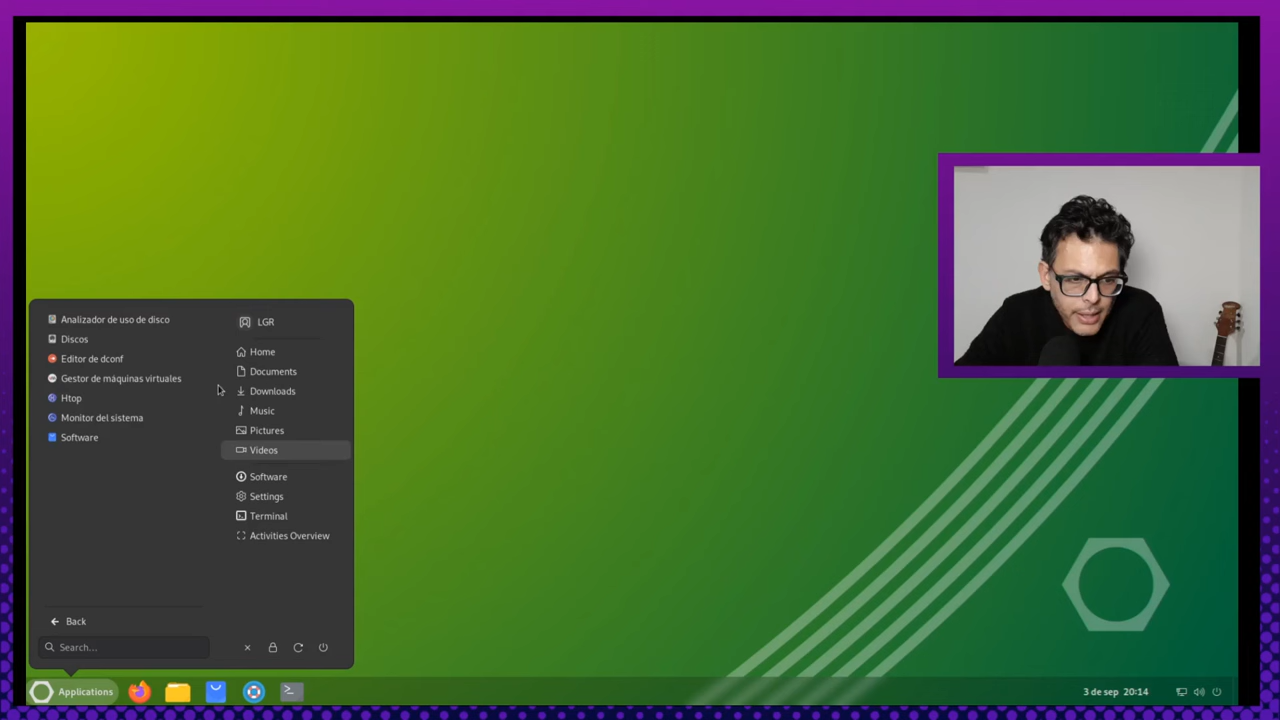 Analizador de uso de disco
Discos
Editor de dconf
Gestor de máquinas virtuales
Htop
Monitor del sistema
Software
Back
Search...
LGR
Home
Documents
Downloads
Music
Pictures
Videos
Software
Settings
Terminal
Activities Overview
Applications
3 de sep 20:14